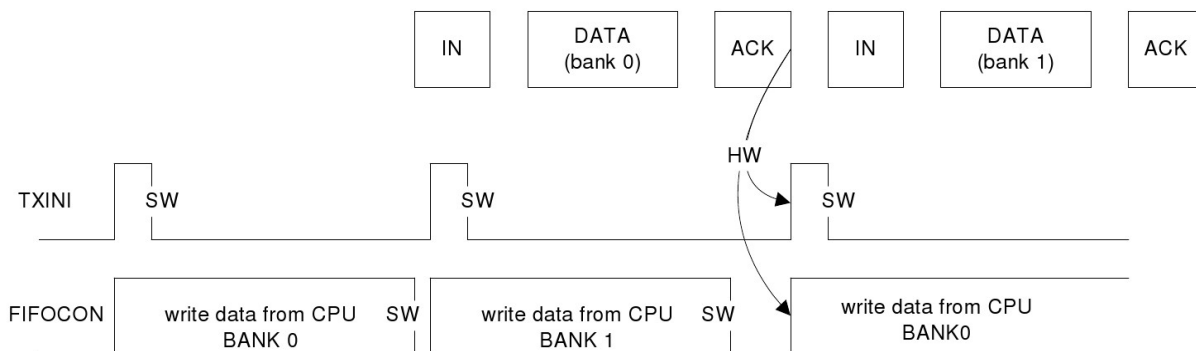 IN DATA ACK IN DATA ACK
(bank 0) (bank 1)
HW
TXINI SW SW SW
FIFOCON write data from CPU SW write data from CPU SW write data from CPU
BANK 0 BANK 1 BANK0